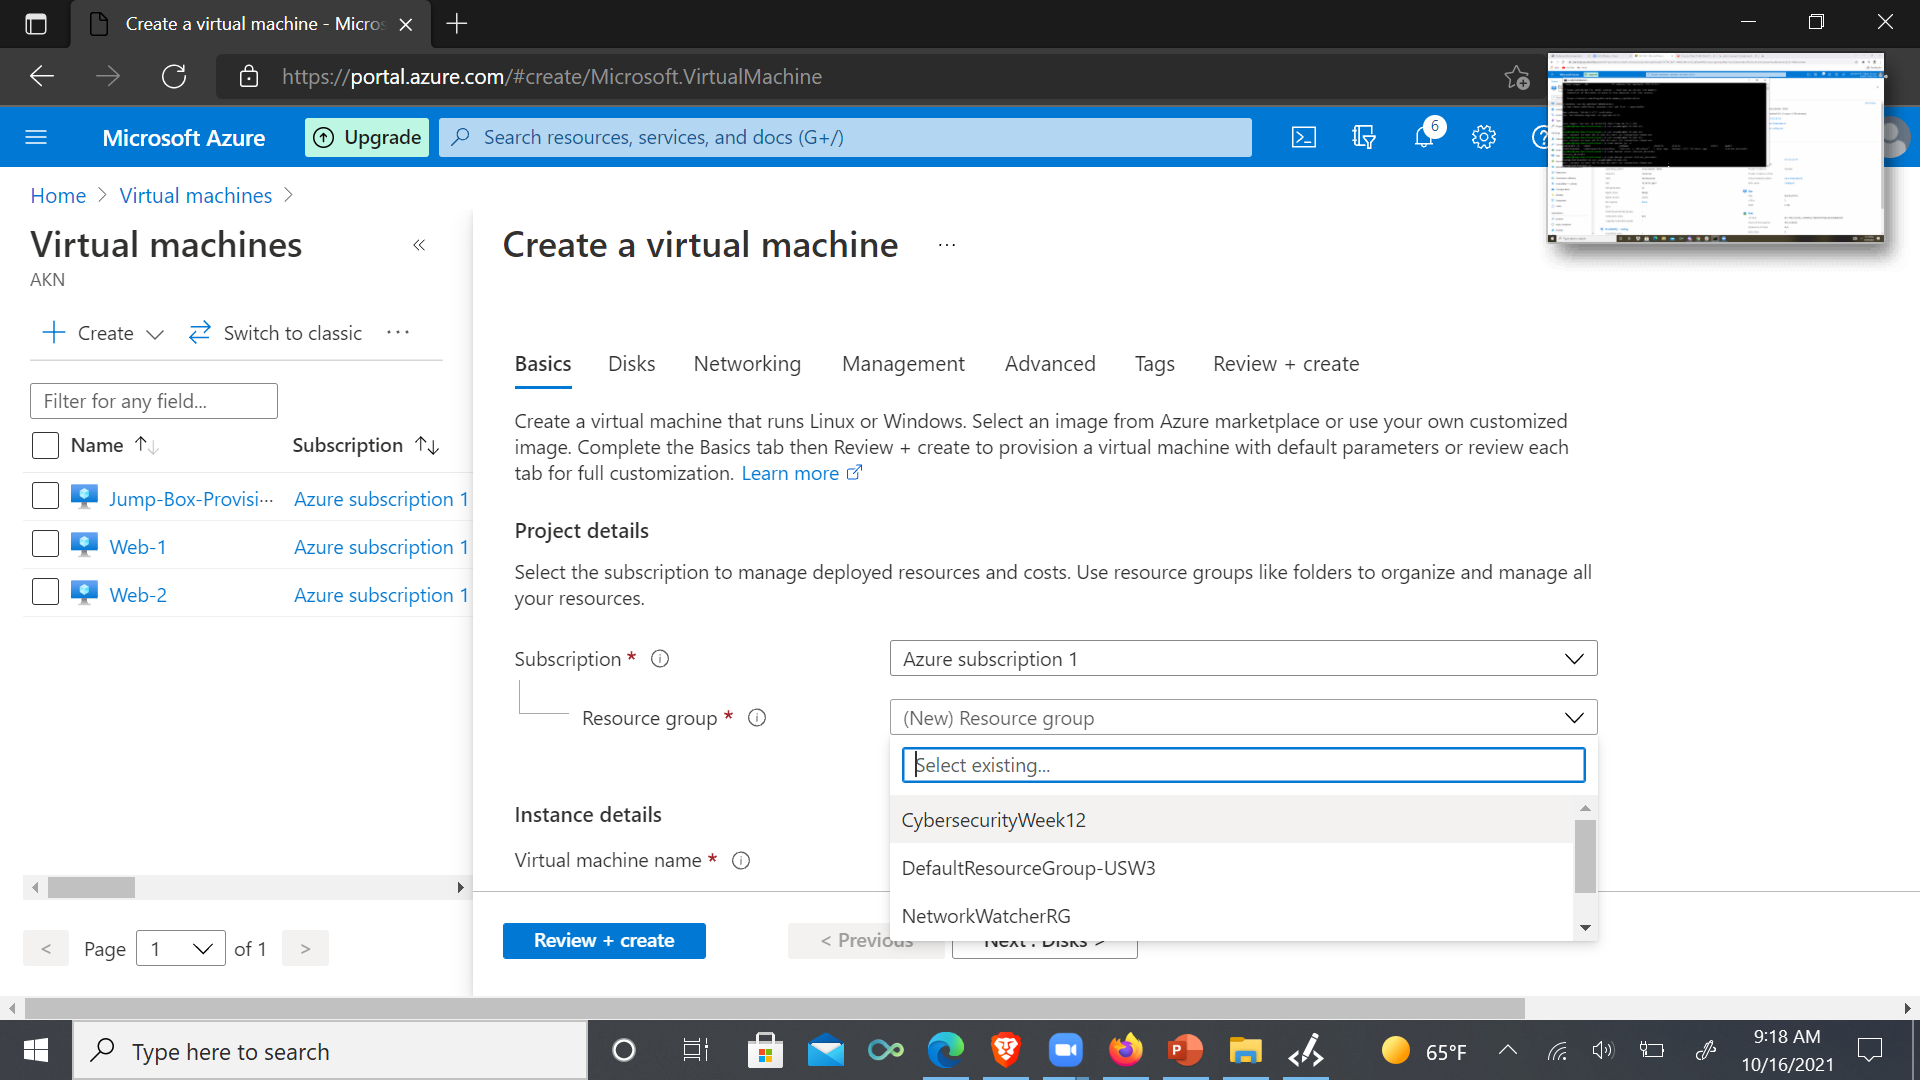 Create a virtual machine - Micros
https://portal.azure.com/#create/Microsoft.VirtualMachine
Microsoft Azure
Upgrade
Search resources, services, and docs (G+/)
6
Home > Virtual machines >
Virtual machines
AKN
Create
Switch to classic
Filter for any field...
Name
Subscription
Jump-Box-Provisi...
Azure subscription 1
Web-1
Azure subscription 1
Web-2
Azure subscription 1
< Page 1 of 1 >
Create a virtual machine
Basics
Disks
Networking
Management
Advanced
Tags
Review + create
Create a virtual machine that runs Linux or Windows. Select an image from Azure marketplace or use your own customized
image. Complete the Basics tab then Review + create to provision a virtual machine with default parameters or review each
tab for full customization. Learn more
Project details
Select the subscription to manage deployed resources and costs. Use resource groups like folders to organize and manage all
your resources.
Subscription *
Azure subscription 1
Resource group *
(New) Resource group
Select existing...
CybersecurityWeek12
DefaultResourceGroup-USW3
NetworkWatcherRG
Instance details
Virtual machine name *
Review + create
< Previous
Next : Disks >
Type here to search
65°F
9:18 AM
10/16/2021